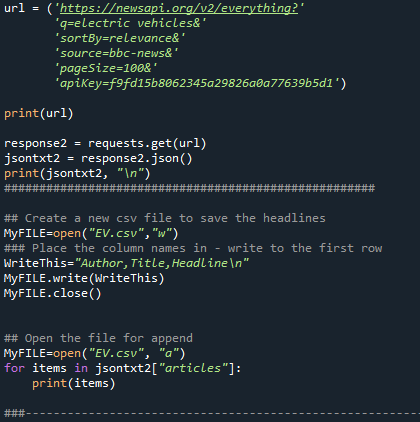 url = ('https://newsapi.org/v2/everything?'
'q=electric vehicles&'
'sortBy=relevance&'
'source=bbc-news&'
'pageSize=100&'
'apiKey=f9fd15b8062345a29826a0a77639b5d1')
print(url)
response2 = requests.get(url)
jsontxt2 = response2.json()
print(jsontxt2, "\n")
#####################################################
## Create a new csv file to save the headlines
MyFILE=open("EV.csv","w")
### Place the column names in - write to the first row
WriteThis="Author,Title,Headline\n"
MyFILE.write(WriteThis)
MyFILE.close()
## Open the file for append
MyFILE=open("EV.csv", "a")
for items in jsontxt2["articles"]:
print(items)
###---------------------------------------------------------